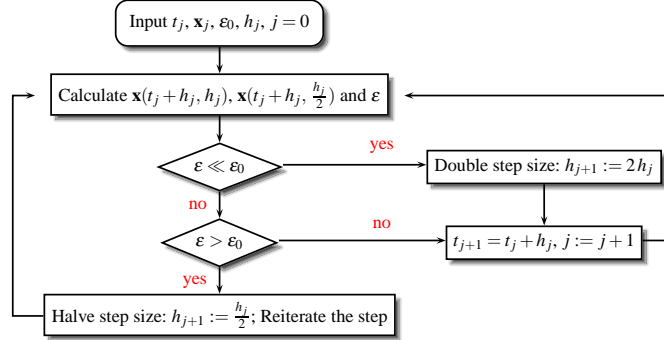 Input t_j, x_j, ε_0, h_j, j = 0
Calculate x(t_j + h_j, h_j), x(t_j + h_j, h_j/2) and ε
yes
ε ≪ ε_0
Double step size: h_{j+1} := 2 h_j
no
no
ε > ε_0
t_{j+1} = t_j + h_j, j := j + 1
yes
Halve step size: h_{j+1} := h_j/2; Reiterate the step